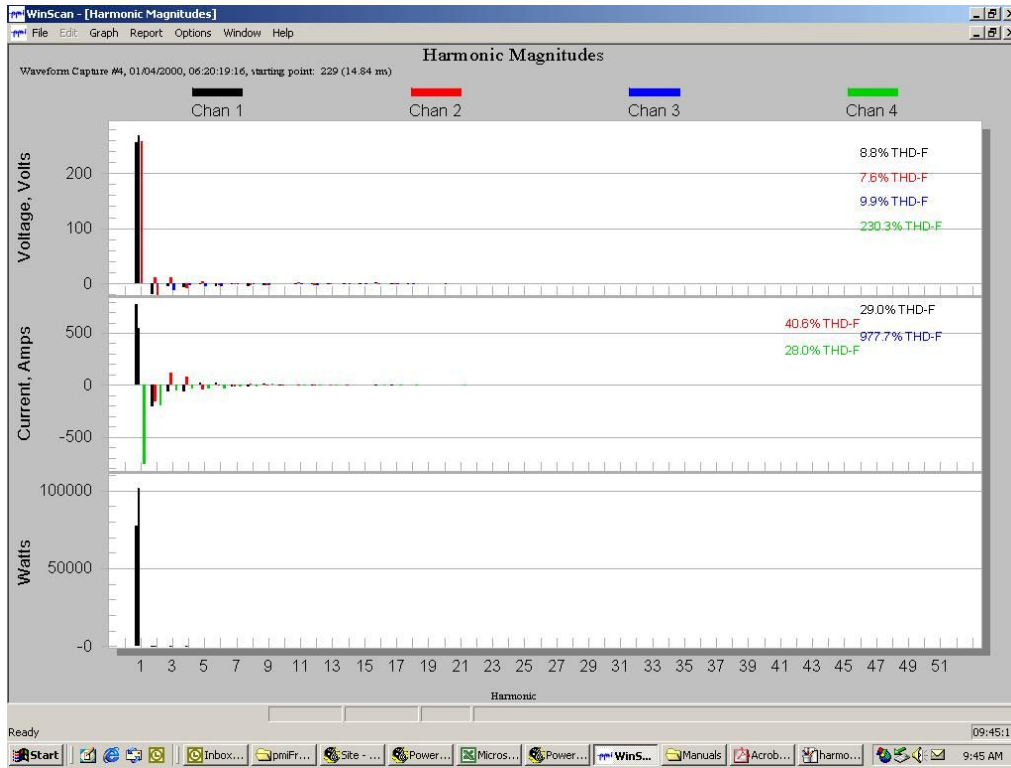 WinScan - [Harmonic Magnitudes]
File Edit Graph Report Options Window Help
Harmonic Magnitudes
Waveform Capture #4, 01/04/2000, 06:20:19:16, starting point: 229 (14.84 ms)
Chan 1 Chan 2 Chan 3 Chan 4
Voltage, Volts
200
100
0
8.8% THD-F
7.6% THD-F
9.9% THD-F
230.3% THD-F
Current, Amps
500
0
-500
29.0% THD-F
40.6% THD-F
977.7% THD-F
28.0% THD-F
Watts
100000
50000
-0
1 3 5 7 9 11 13 15 17 19 21 23 25 27 29 31 33 35 37 39 41 43 45 47 49 51
Harmonic
Ready
09:45:1
Start Inbox... pmiFr... Site - ... Power... Micros... Power... WinS... Manuals Acrob... harmo... 9:45 AM